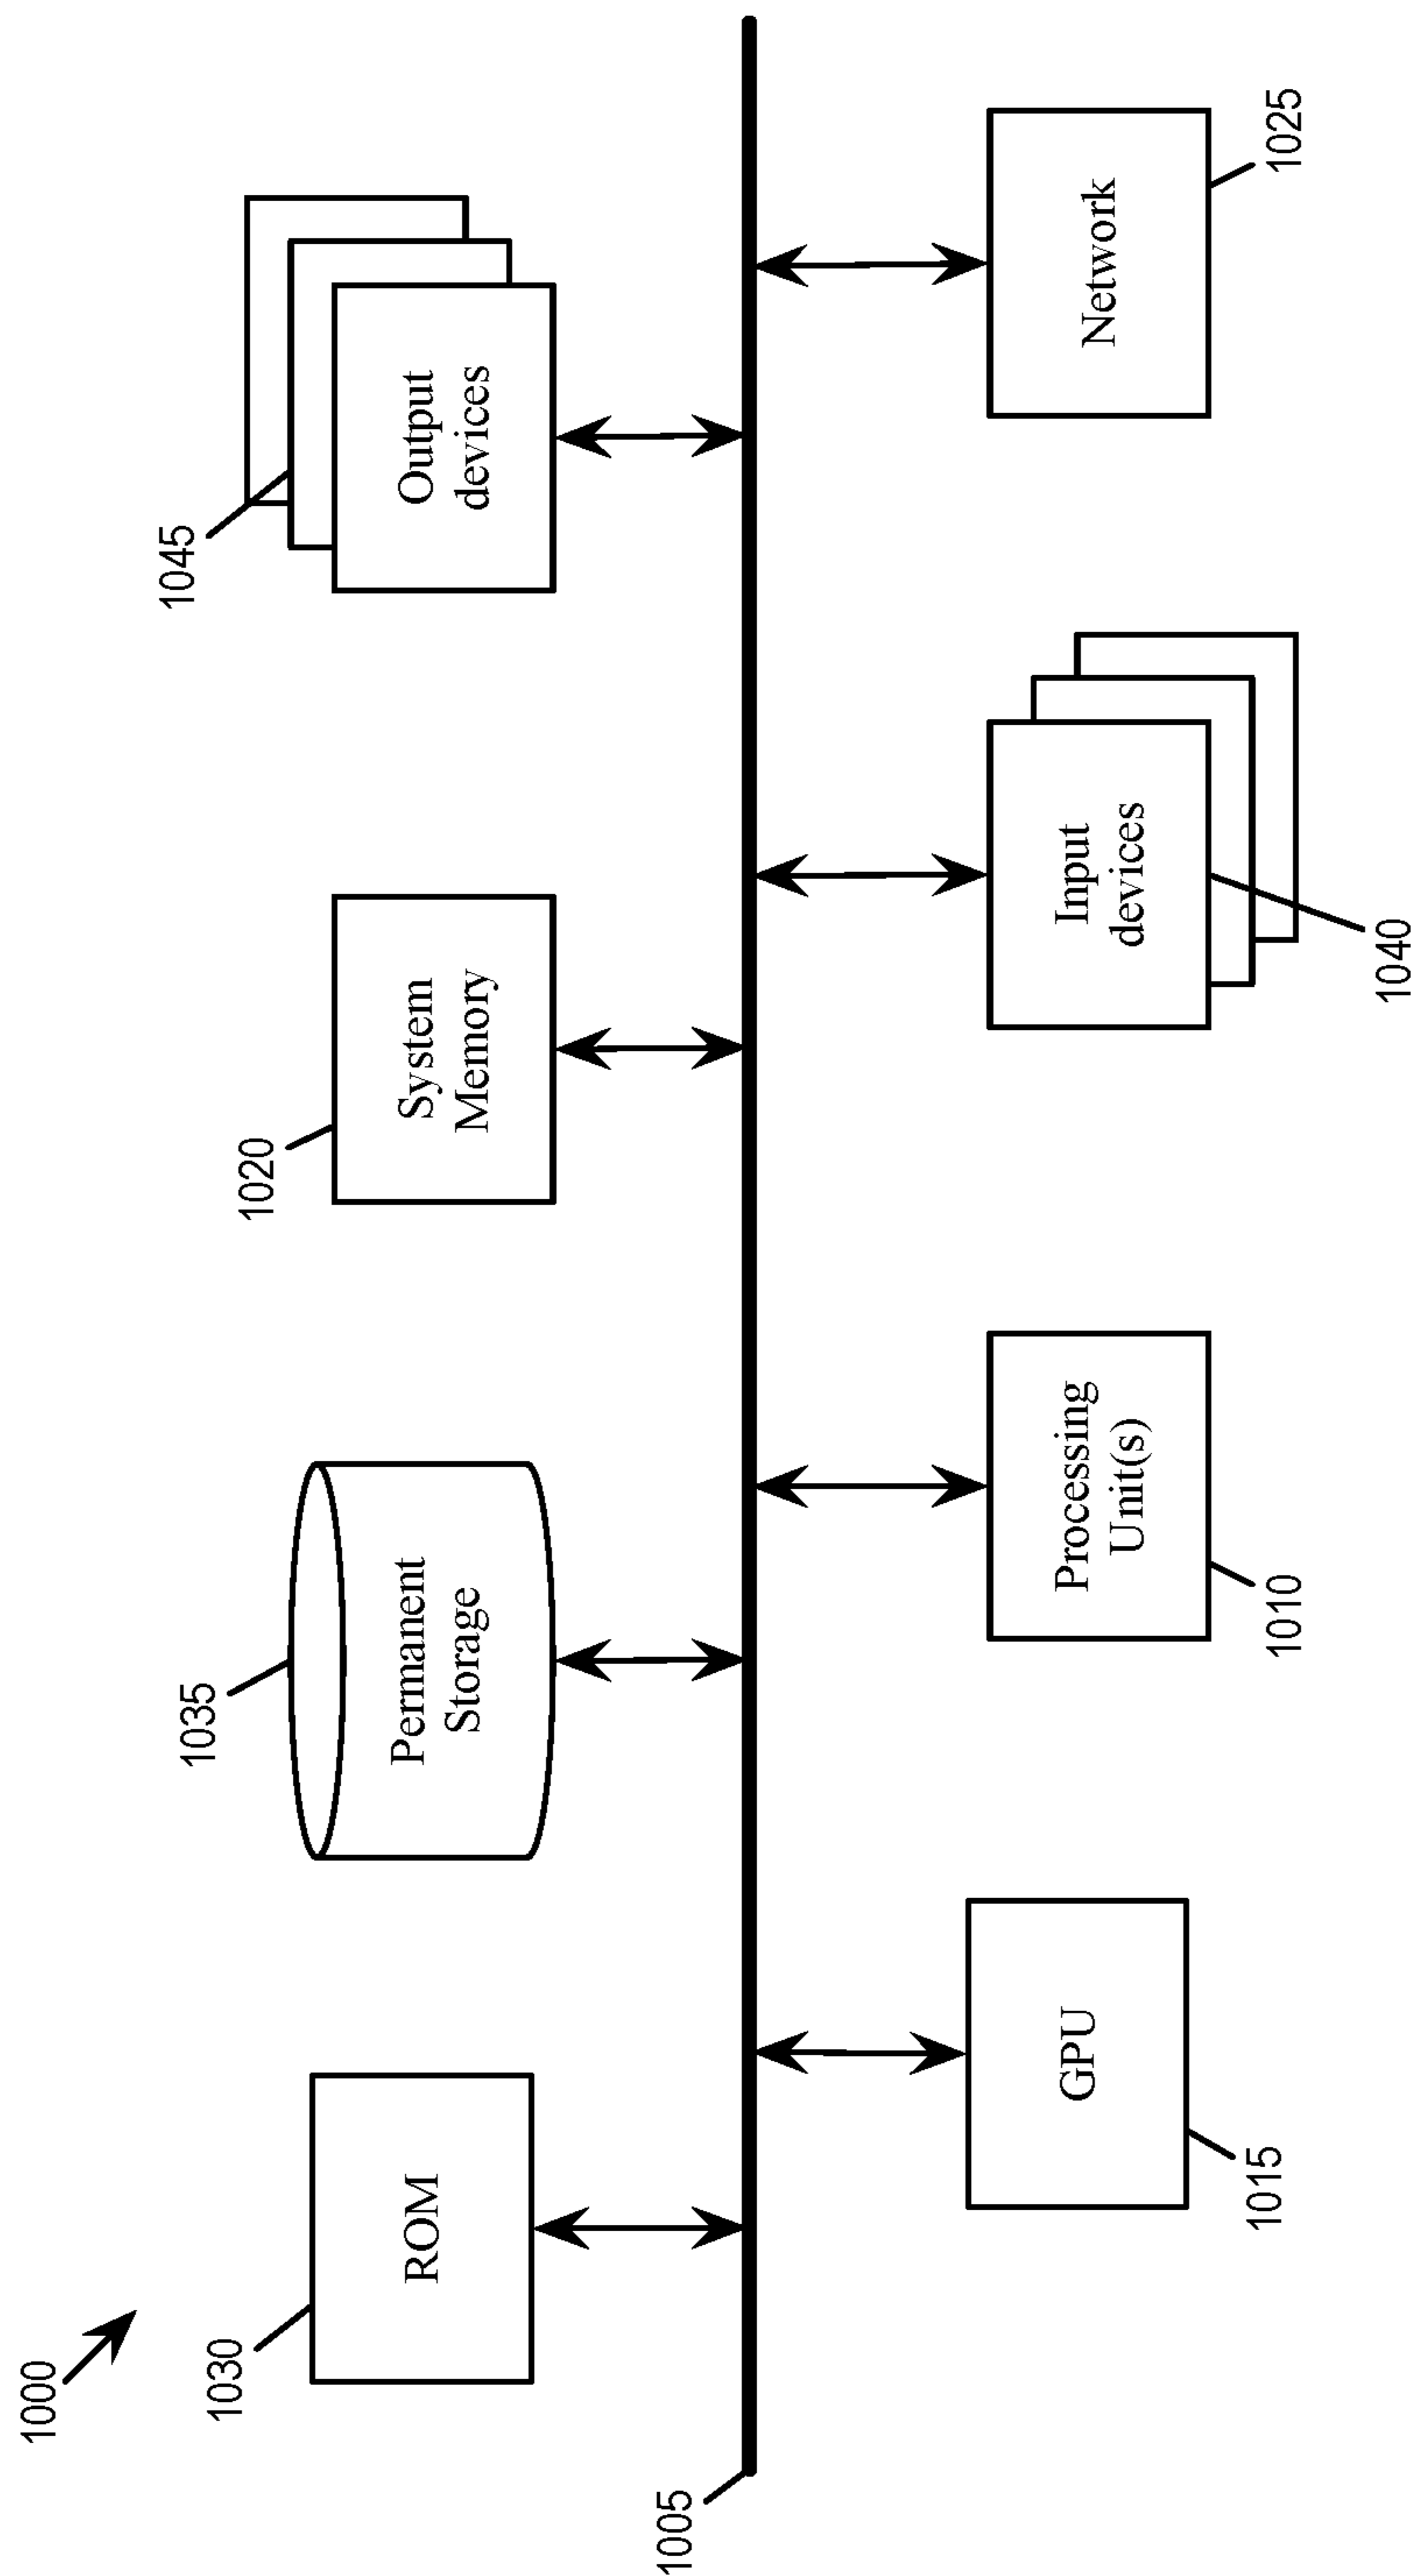 1000
1030
ROM
1035
Permanent
Storage
1020
System
Memory
1045
Output
devices
1005
GPU
1015
Processing
Unit(s)
1010
Input
devices
1040
Network
1025